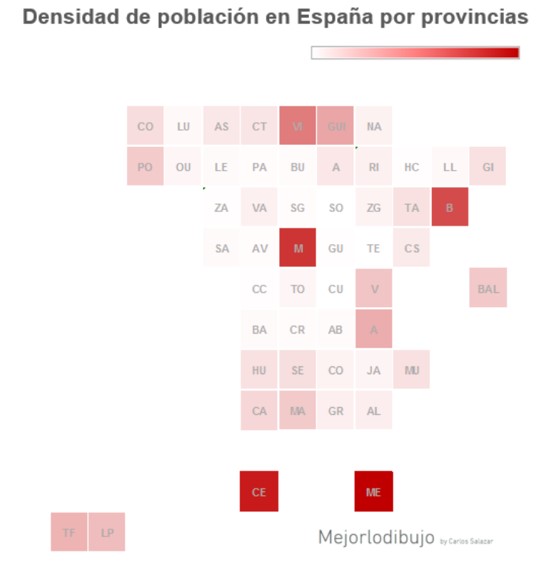 Densidad de población en España por provincias
CO LU AS CT VI GUI NA
PO OU LE PA BU A RI HC LL GI
ZA VA SG SO ZG TA B
SA AV M GU TE CS
CC TO CU V BAL
BA CR AB A
HU SE CO JA MU
CA MA GR AL
CE ME
TF LP
Mejorlodibujo by Carlos Salazar